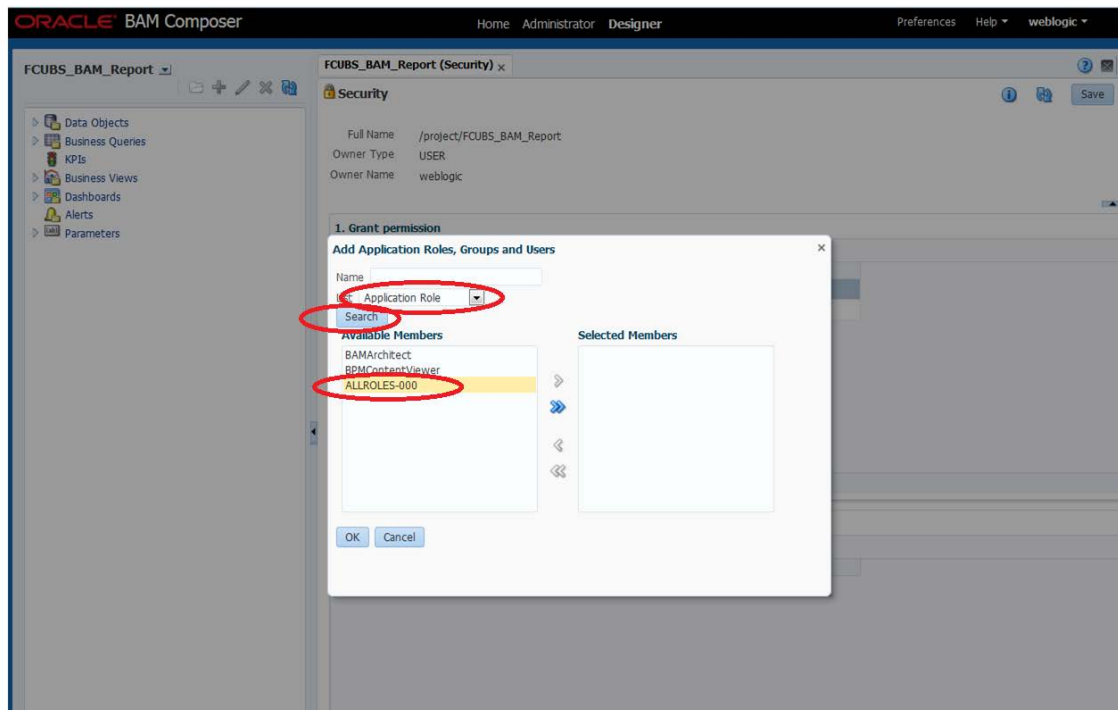 ORACLE BAM Composer Home Administrator Designer Preferences Help weblogic
FCUBS_BAM_Report
Data Objects
Business Queries
KPIs
Business Views
Dashboards
Alerts
Parameters
FCUBS_BAM_Report (Security)
Security
Save
Full Name /project/FCUBS_BAM_Report
Owner Type USER
Owner Name weblogic
1. Grant permission
Add Application Roles, Groups and Users
Name
List Application Role
Search
Available Members
BAMArchitect
BPMContentViewer
ALLROLES-000
Selected Members
OK Cancel